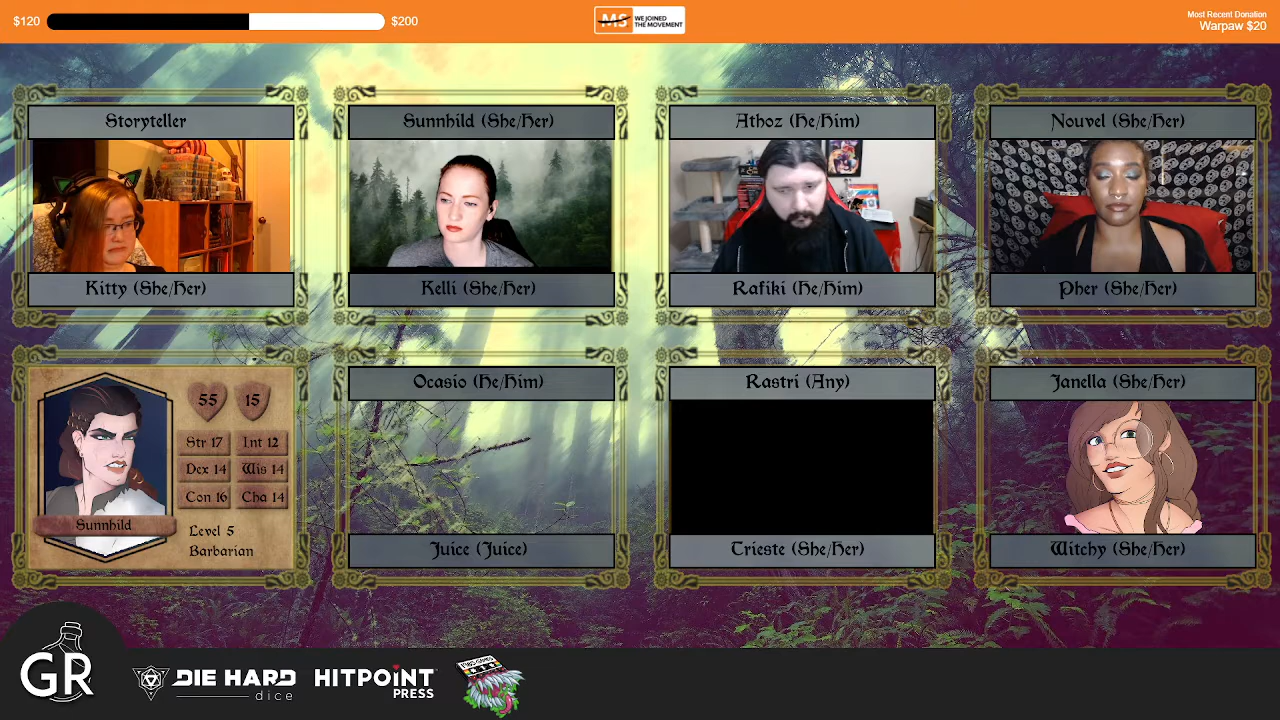 $120
$200
MS
WE JOINED
THE MOVEMENT
Most Recent Donation
Warpaw $20
Storyteller
Kitty (She/Her)
Sunnhild (She/Her)
Kelli (She/Her)
Athoz (He/Him)
Rafiki (He/Him)
Nouvel (She/Her)
Pher (She/Her)
55
15
Str 17
Int 12
Dex 14
Wis 14
Con 16
Cha 14
Sunnhild
Level 5
Barbarian
Ocasio (He/Him)
Juice (Juice)
Rastri (Any)
Trieste (She/Her)
Janella (She/Her)
Witchy (She/Her)
GR
DIE HARD
dice
HITPOINT
PRESS